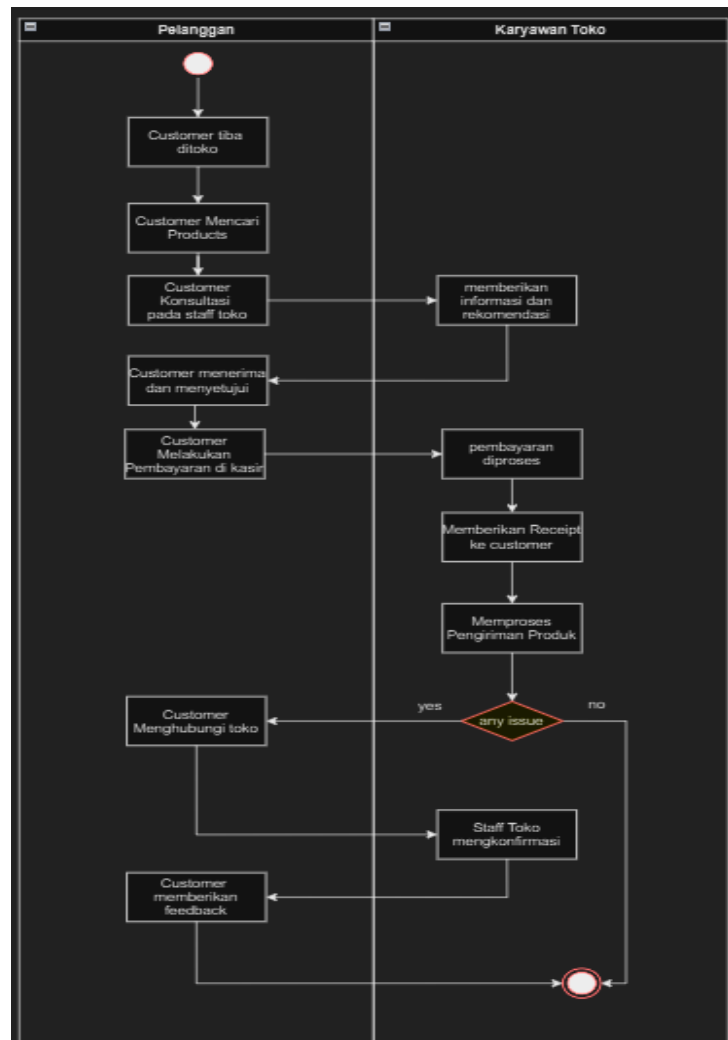 Pelanggan
Karyawan Toko
Customer tiba
ditoko
Customer Mencari
Products
Customer
Konsultasi
pada staff toko
memberikan
informasi dan
rekomendasi
Customer menerima
dan menyetujui
Customer
Melakukan
Pembayaran di kasir
pembayaran
diproses
Memberikan Receipt
ke customer
Memproses
Pengiriman Produk
any issue
yes
no
Customer
Menghubungi toko
Staff Toko
mengkonfirmasi
Customer
memberikan
feedback